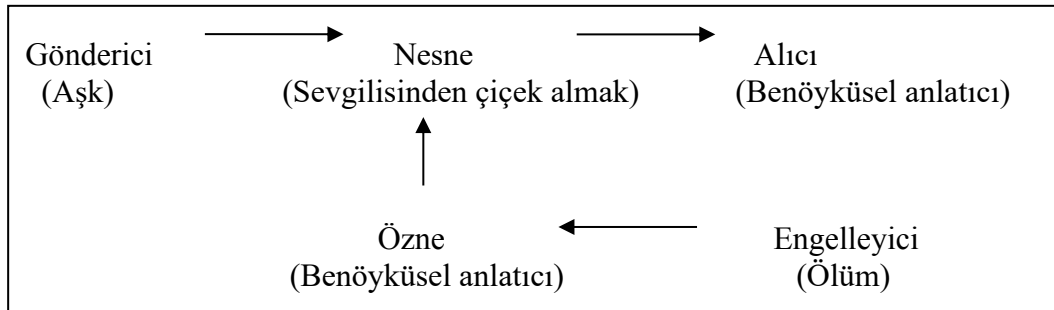 Gönderici Nesne Alıcı
(Aşk) (Sevgilisinden çiçek almak) (Benöyküsel anlatıcı)
Özne Engelleyici
(Benöyküsel anlatıcı) (Ölüm)